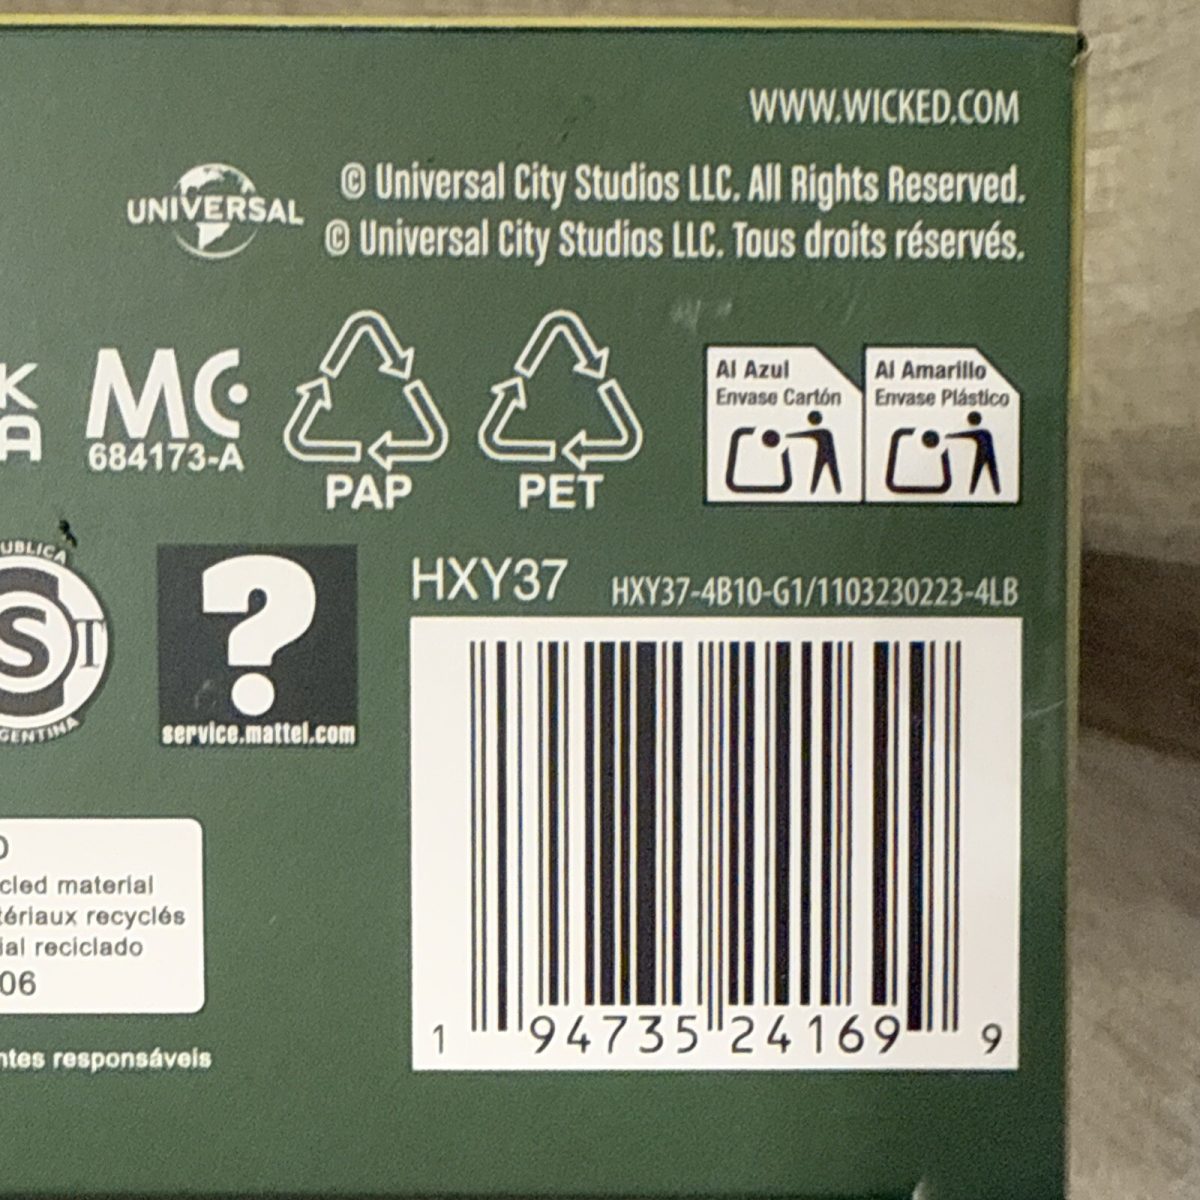 WWW.WICKED.COM
UNIVERSAL
© Universal City Studios LLC. All Rights Reserved.
© Universal City Studios LLC. Tous droits réservés.
K
A
MC
684173-A
PAP
PET
Al Azul
Envase Cartón
Al Amarillo
Envase Plástico
UBLICA
S
T
GENTINA
?
service.mattel.com
HXY37
HXY37-4B10-G1/1103230223-4LB
1 94735 24169 9
cled material
tériaux recyclés
ial reciclado
06
ntes responsáveis